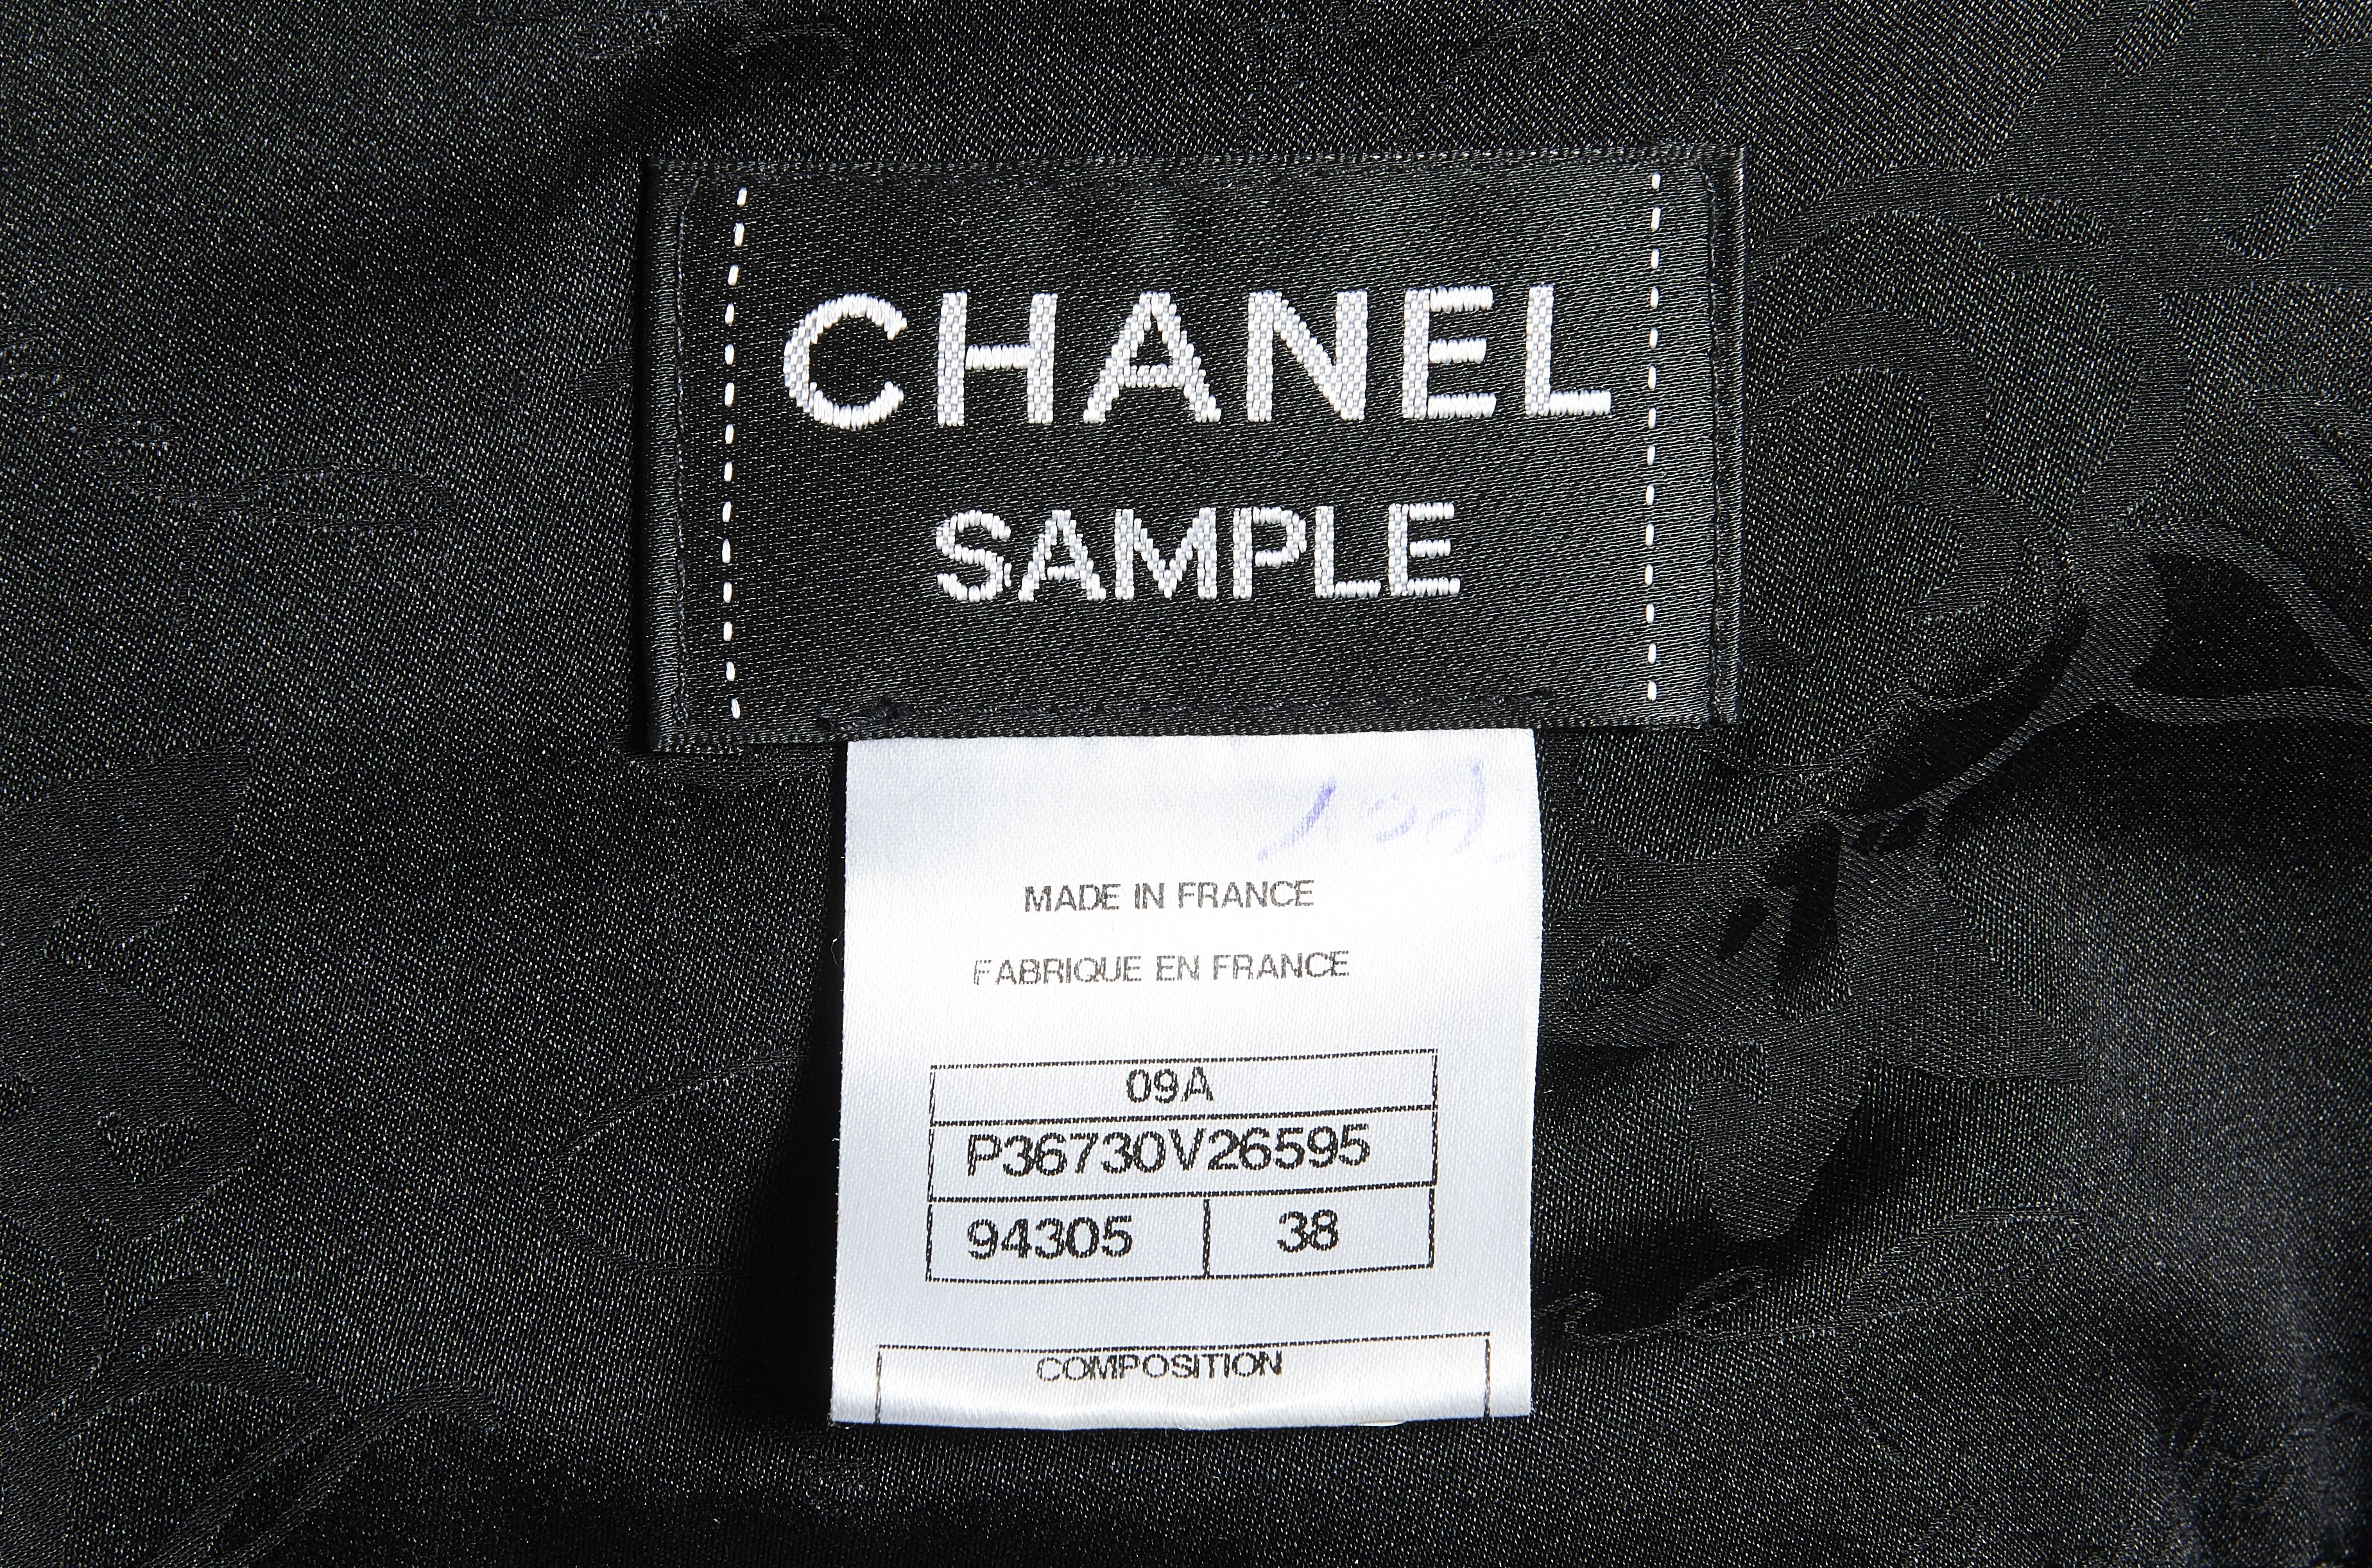 CHANEL
SAMPLE
MADE IN FRANCE
FABRIQUE EN FRANCE
09A
P36730V26595
94305 38
COMPOSITION